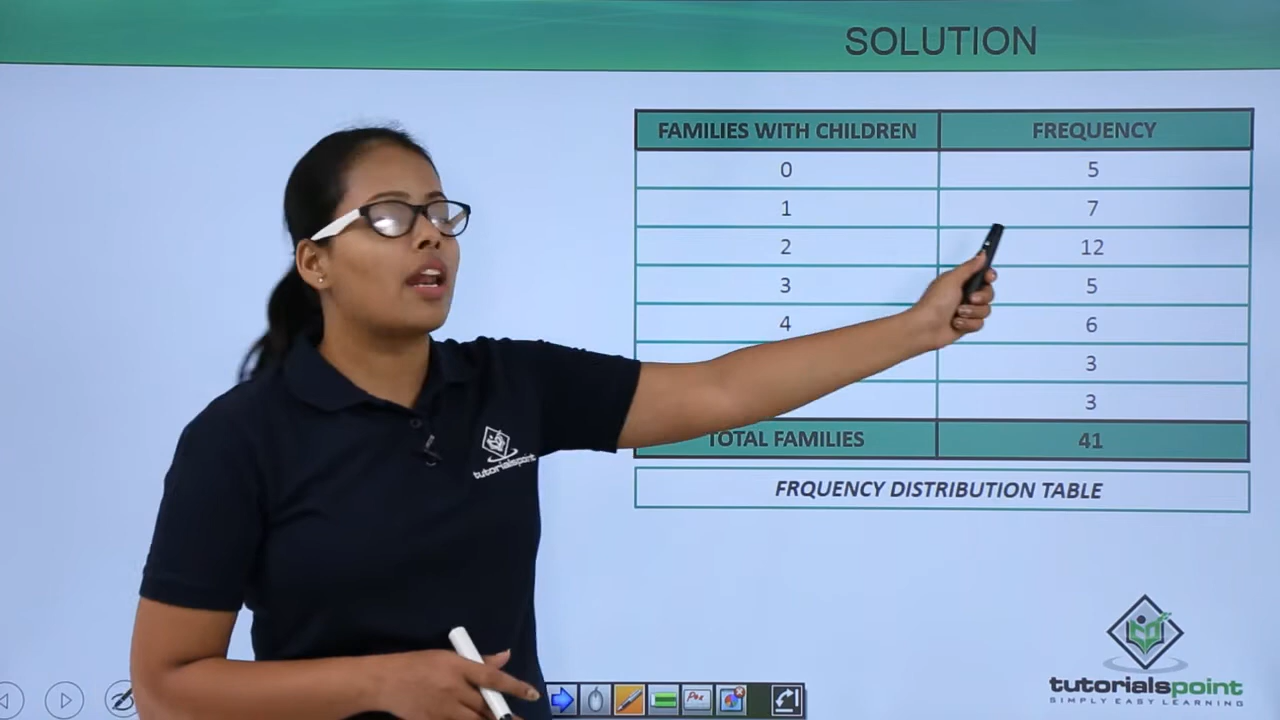 SOLUTION
FAMILIES WITH CHILDREN FREQUENCY
0 5
1 7
2 12
3 5
4 6
3
3
TOTAL FAMILIES 41
FRQUENCY DISTRIBUTION TABLE
tutorialspoint
tutorialspoint
SIMPLY EASY LEARNING